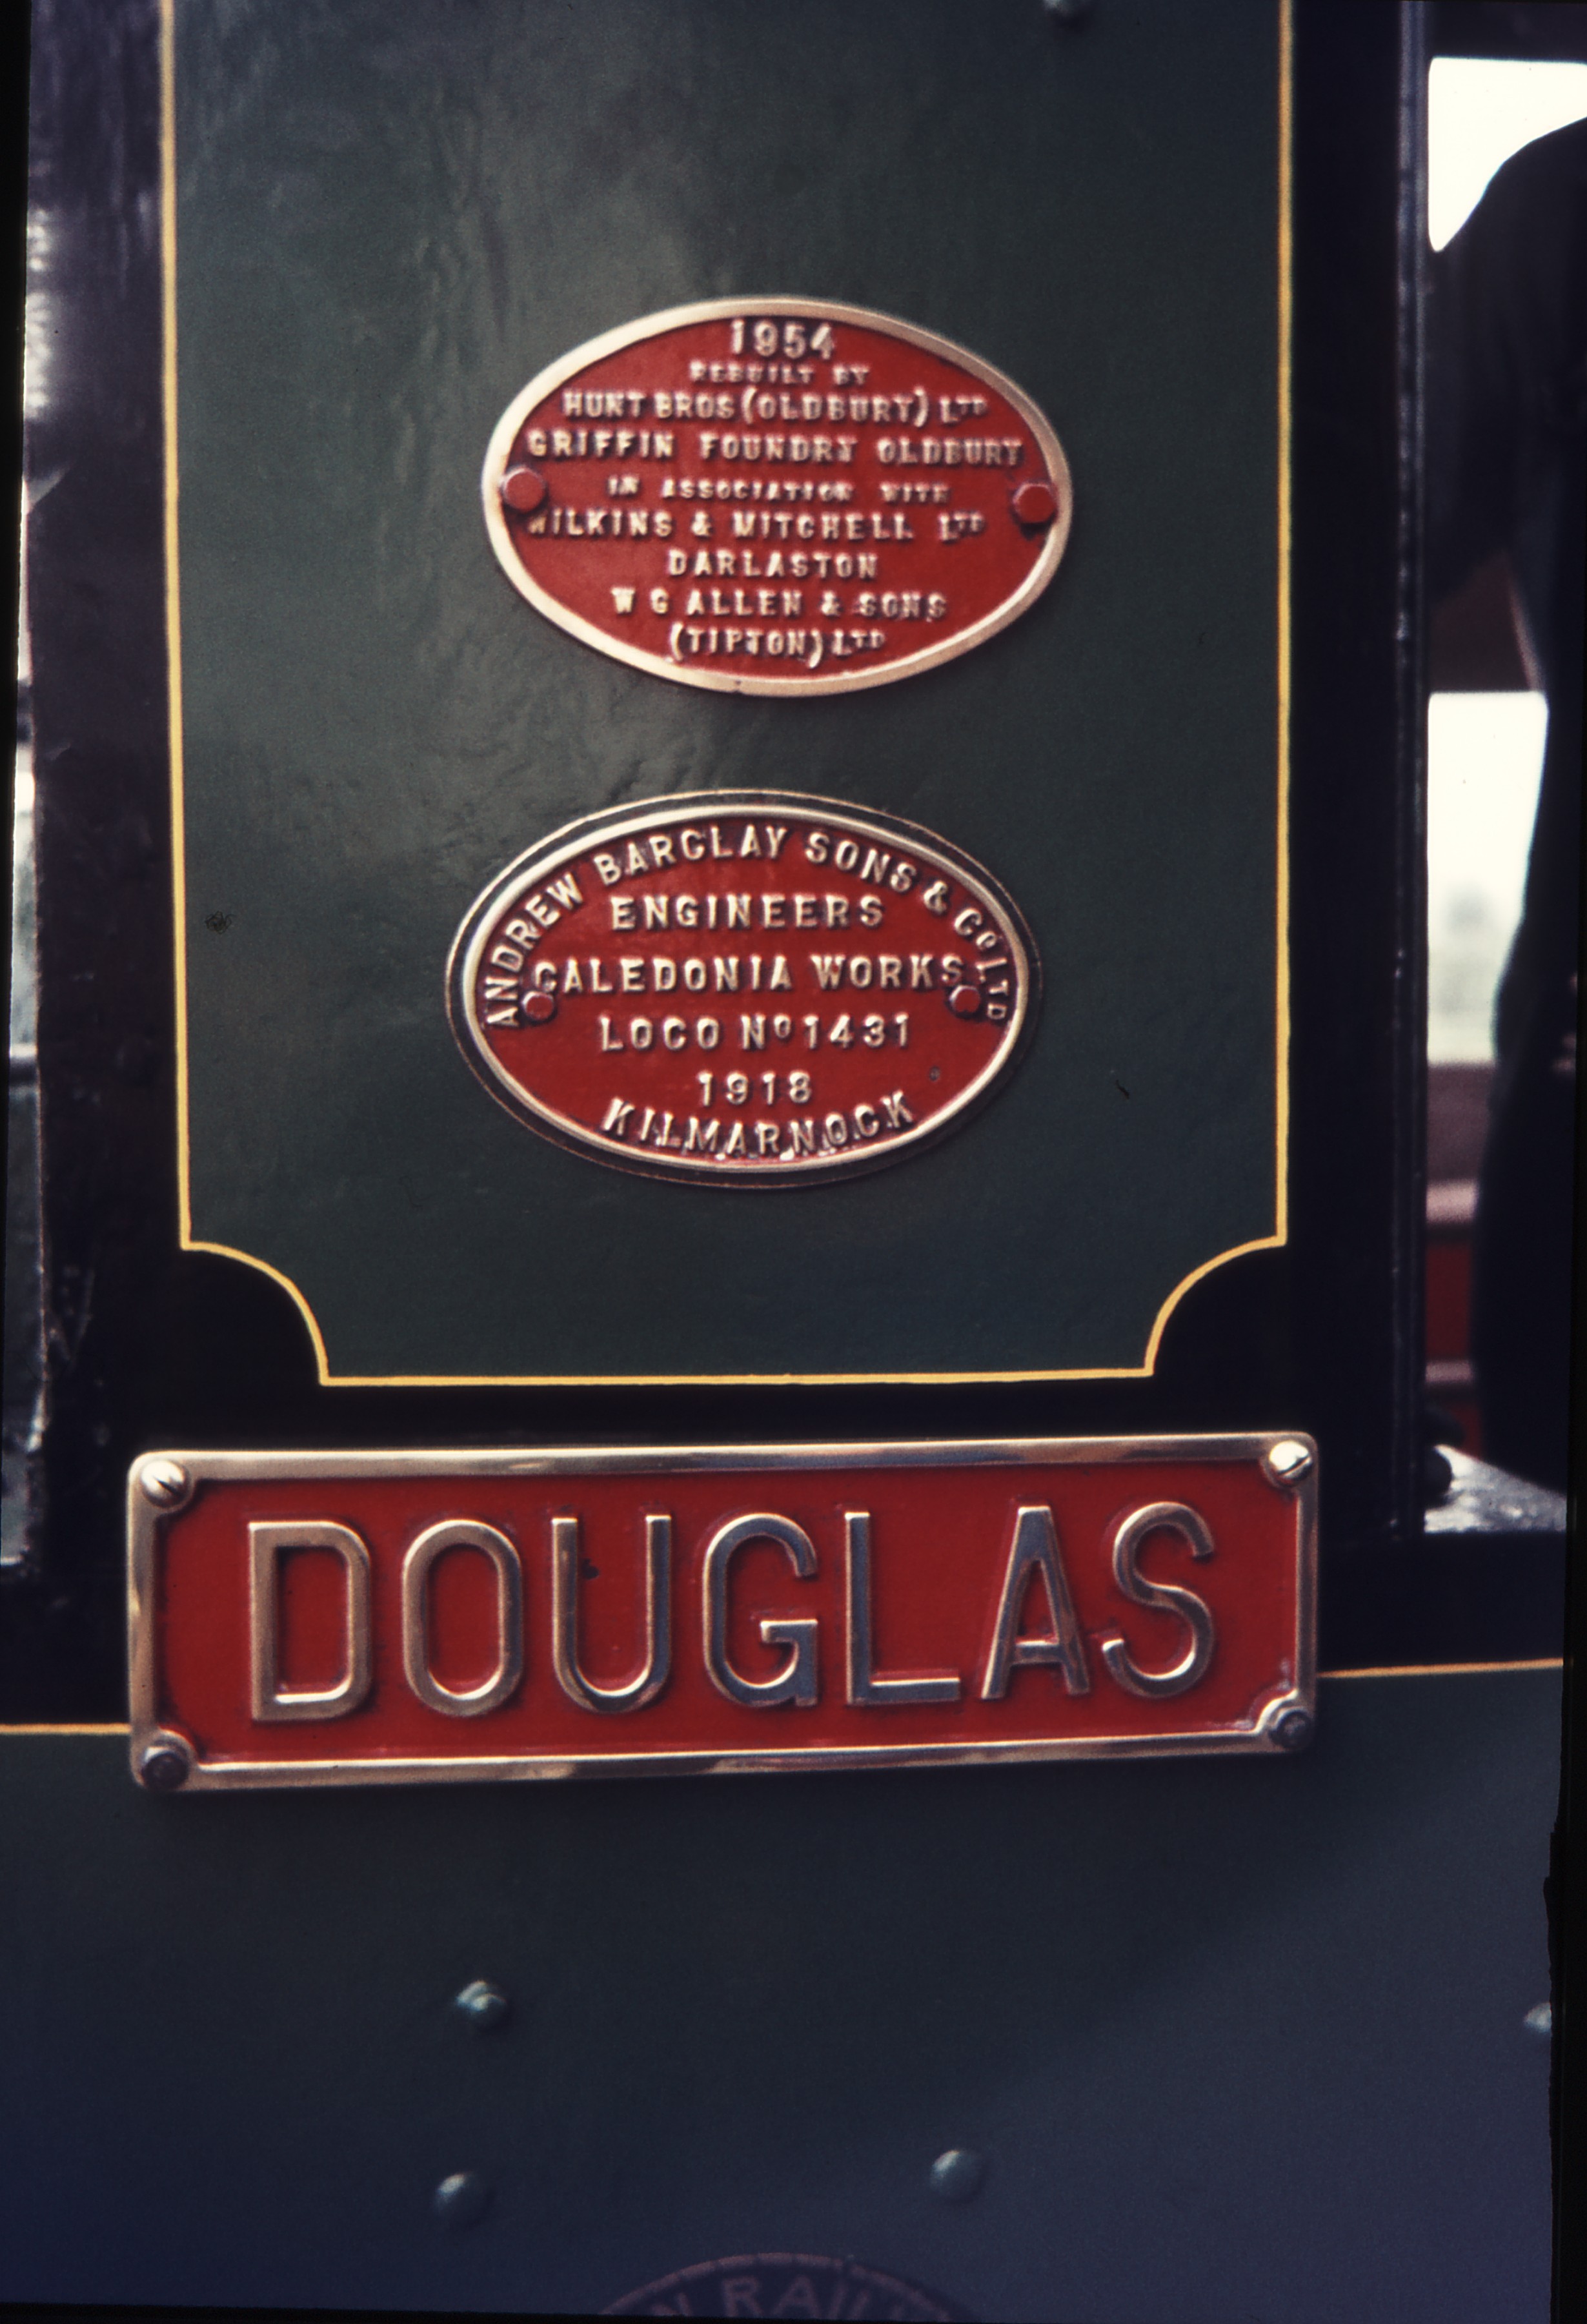 1954
REBUILT BY
HUNT BROS (OLDBURY) LTD
GRIFFIN FOUNDRY OLDBURY
IN ASSOCIATION WITH
WILKINS & MITCHELL LTD
DARLASTON
W G ALLEN & SONS
(TIPTON) LTD
ANDREW BARCLAY SONS & Co LTD
ENGINEERS
CALEDONIA WORKS
LOCO No 1431
1918
KILMARNOCK
DOUGLAS